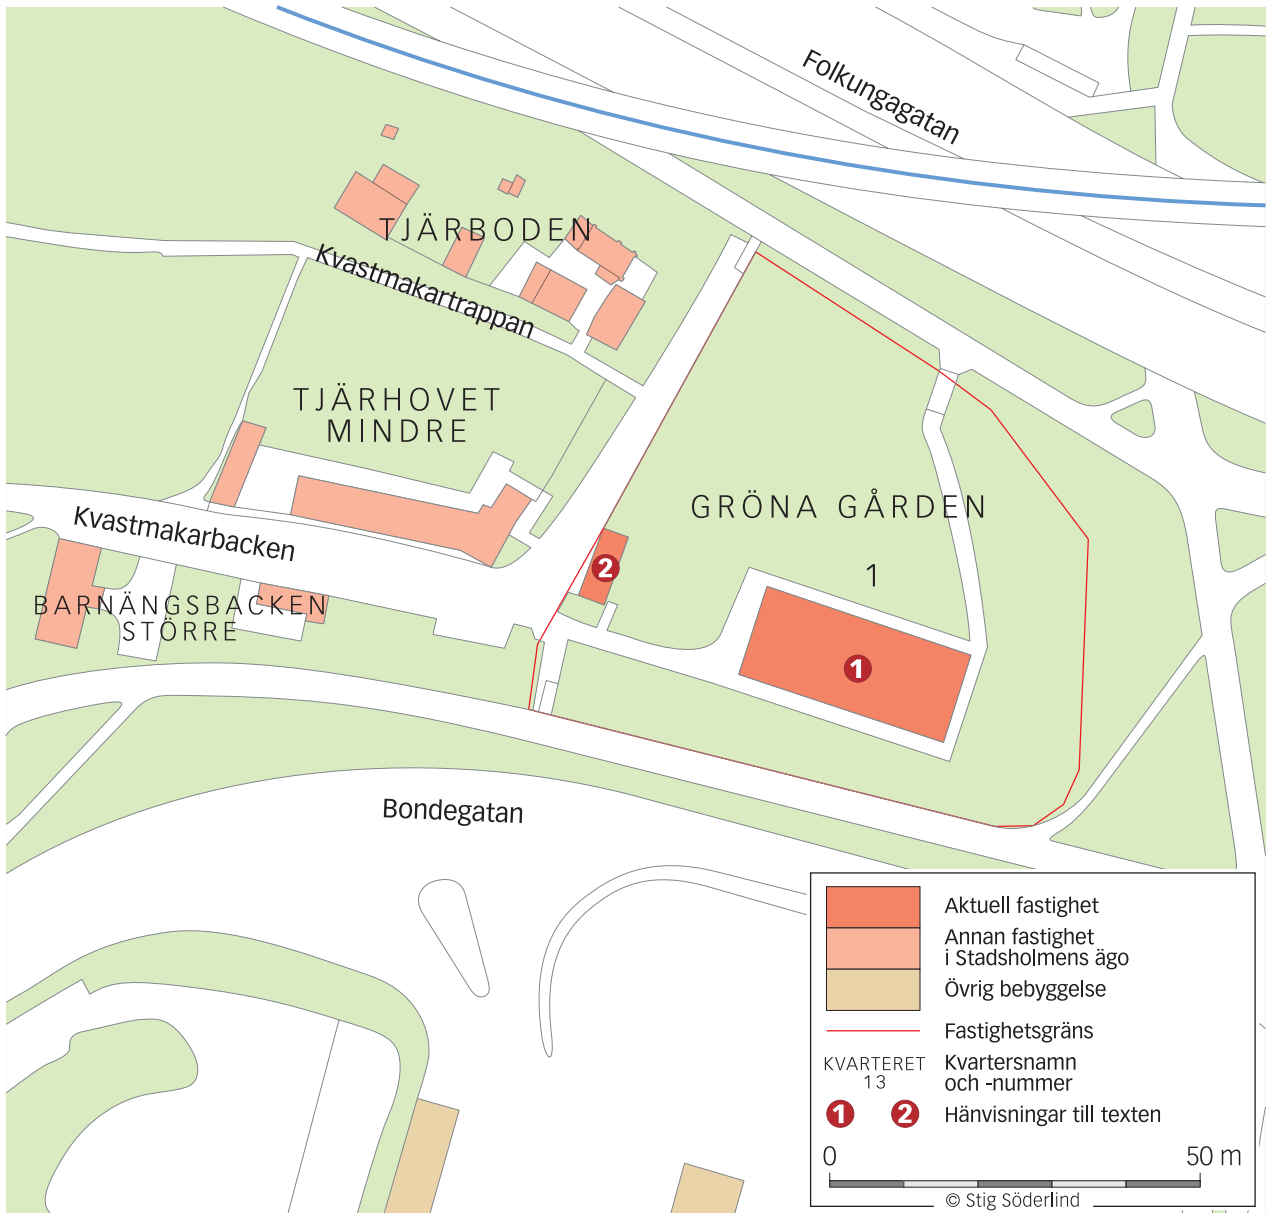 Folkungagatan
TJÄRBODEN
Kvastmakartrappan
TJÄRHOVET
MINDRE
GRÖNA GÅRDEN
1
Kvastmakarbacken
2
BARNÄNGSBACKEN
STÖRRE
1
Bondegatan
Aktuell fastighet
Annan fastighet
i Stadsholmens ägo
Övrig bebyggelse
Fastighetsgräns
KVARTERET
13
Kvartersnamn
och -nummer
1 2 Hänvisningar till texten
0 50 m
© Stig Söderlind